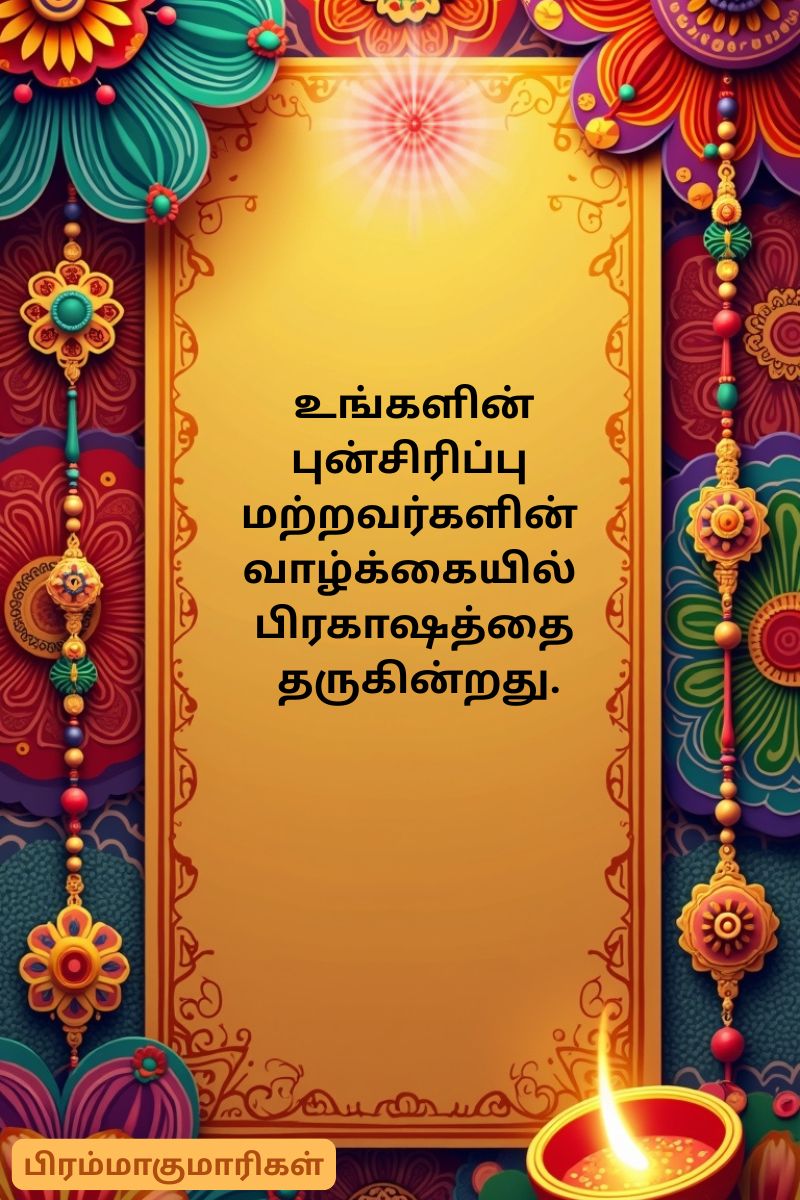 உங்களின்
புன்சிரிப்பு
மற்றவர்களின்
வாழ்க்கையில்
பிரகாஷத்தை
தருகின்றது.
பிரம்மாகுமாரிகள்